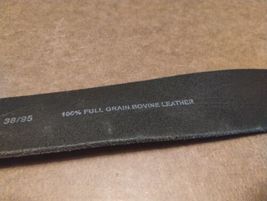 38/95
100% FULL GRAIN BOVINE LEATHER